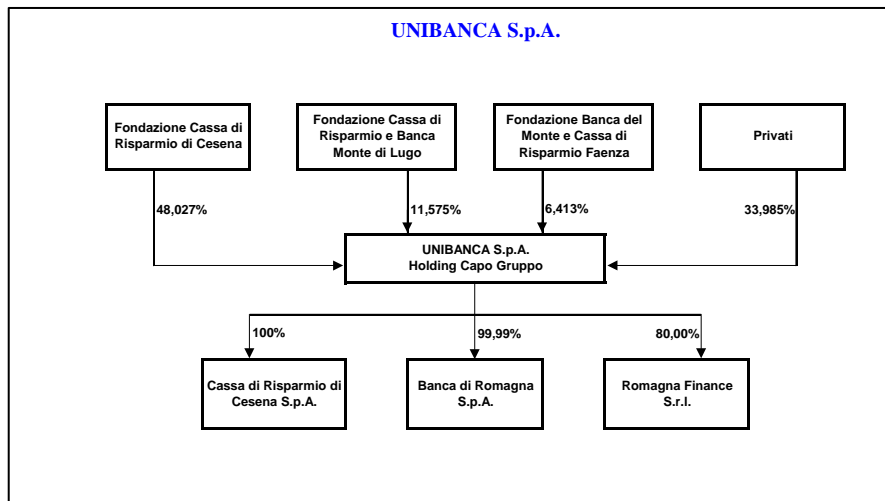 UNIBANCA S.p.A.
Fondazione Cassa di
Risparmio di Cesena
Fondazione Cassa di
Risparmio e Banca
Monte di Lugo
Fondazione Banca del
Monte e Cassa di
Risparmio Faenza
Privati
48,027%
11,575%
6,413%
33,985%
UNIBANCA S.p.A.
Holding Capo Gruppo
100%
99,99%
80,00%
Cassa di Risparmio di
Cesena S.p.A.
Banca di Romagna
S.p.A.
Romagna Finance
S.r.l.